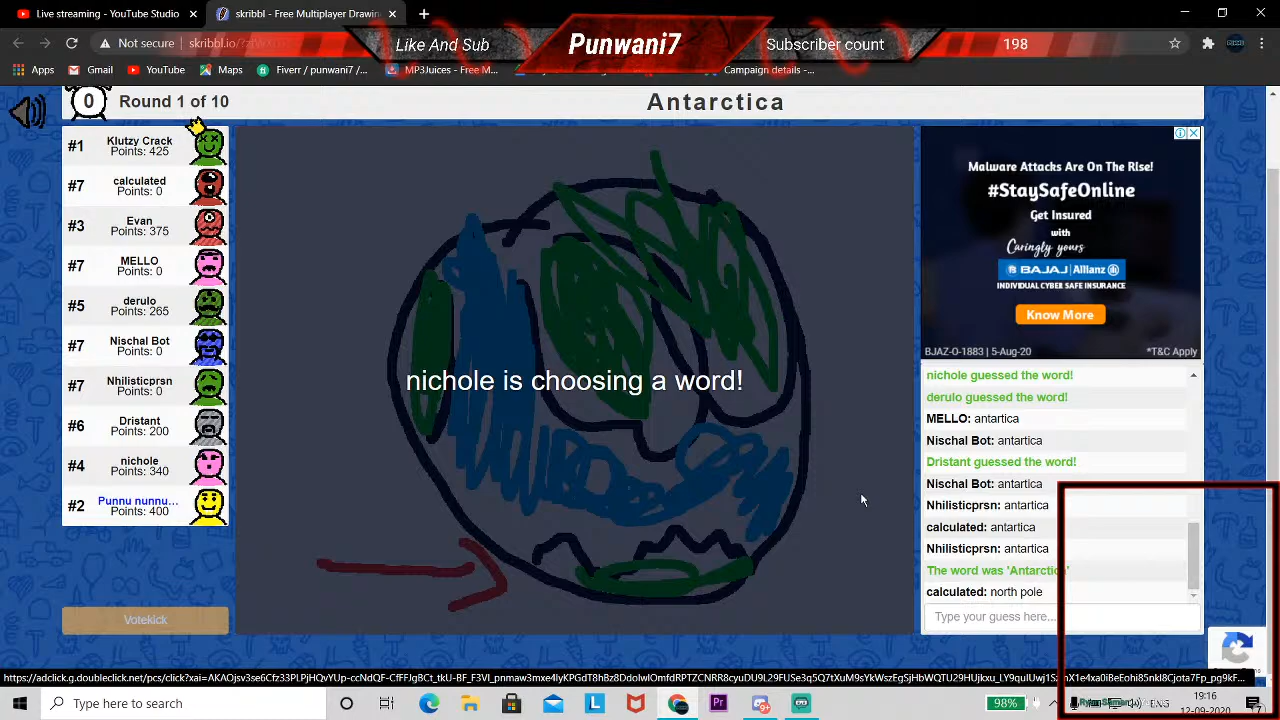 Live streaming - YouTube Studio
skribbl - Free Multiplayer Drawin
Not secure
skribbl.io/?
Like And Sub
Punwani7
Subscriber count
198
Apps
Gmail
YouTube
Maps
Fiverr / punwani7 /...
MP3Juices - Free M...
Campaign details -...
0
Round 1 of 10
Antarctica
#1
Klutzy Crack
Points: 425
#7
calculated
Points: 0
#3
Evan
Points: 375
#7
MELLO
Points: 0
#5
derulo
Points: 265
#7
Nischal Bot
Points: 0
#7
Nhilisticprsn
Points: 0
#6
Dristant
Points: 200
#4
nichole
Points: 340
#2
Punnu nunnu...
Points: 400
Votekick
nichole is choosing a word!
Malware Attacks Are On The Rise!
#StaySafeOnline
Get Insured
with
Caringly yours
BAJAJ Allianz
INDIVIDUAL CYBER SAFE INSURANCE
Know More
BJAZ-O-1883 | 5-Aug-20
*T&C Apply
nichole guessed the word!
derulo guessed the word!
MELLO: antartica
Nischal Bot: antartica
Dristant guessed the word!
Nischal Bot: antartica
Nhilisticprsn: antartica
calculated: antartica
Nhilisticprsn: antartica
The word was 'Antarctica'
calculated: north pole
Type your guess here...
Type here to search
98%
ENG
19:16
12-09-2020
7